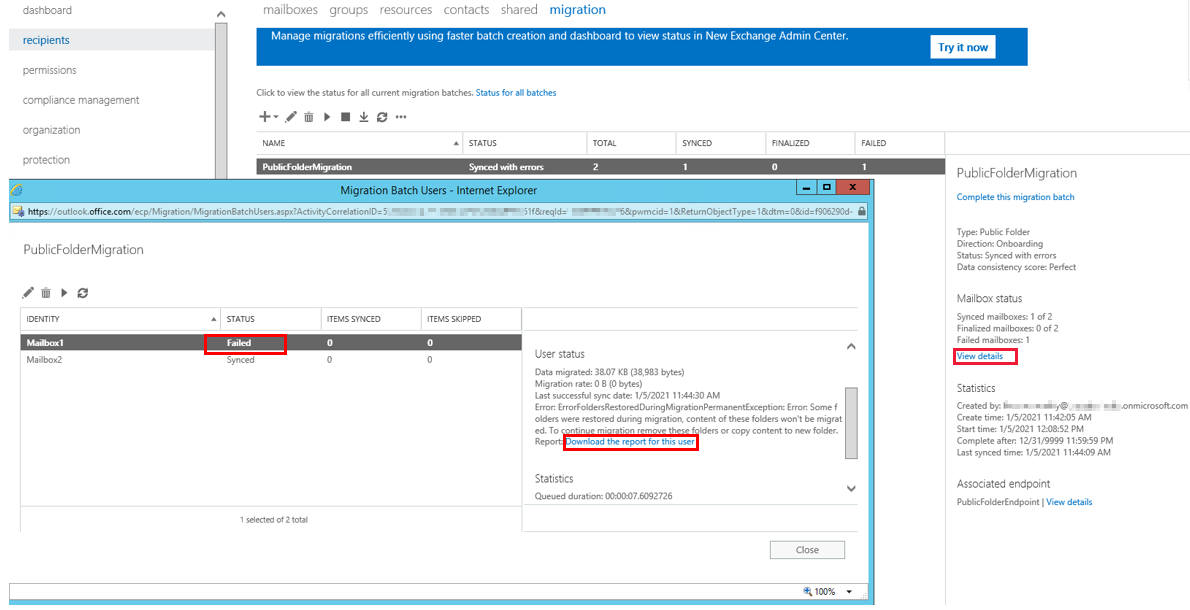 dashboard
recipients
permissions
compliance management
organization
protection
mailboxes groups resources contacts shared migration
Manage migrations efficiently using faster batch creation and dashboard to view status in New Exchange Admin Center.
Try it now
Click to view the status for all current migration batches. Status for all batches
NAME STATUS TOTAL SYNCED FINALIZED FAILED
PublicFolderMigration Synced with errors 2 1 0 1
PublicFolderMigration
Complete this migration batch
Type: Public Folder
Direction: Onboarding
Status: Synced with errors
Data consistency score: Perfect
Mailbox status
Synced mailboxes: 1 of 2
Finalized mailboxes: 0 of 2
Failed mailboxes: 1
View details
Statistics
Created by: @ .onmicrosoft.com
Create time: 1/5/2021 11:42:05 AM
Start time: 1/5/2021 12:08:52 PM
Complete after: 12/31/9999 11:59:59 PM
Last synced time: 1/5/2021 11:44:09 AM
Associated endpoint
PublicFolderEndpoint | View details
Migration Batch Users - Internet Explorer
https://outlook.office.com/ecp/Migration/MigrationBatchUsers.aspx?ActivityCorrelationID=5 51f&reqId= 6&pwmcid=1&ReturnObjectType=1&dtm=0&id=f906290d-
PublicFolderMigration
IDENTITY STATUS ITEMS SYNCED ITEMS SKIPPED
Mailbox1 Failed 0 0
Mailbox2 Synced 0 0
1 selected of 2 total
User status
Data migrated: 38.07 KB (38,983 bytes)
Migration rate: 0 B (0 bytes)
Last successful sync date: 1/5/2021 11:44:30 AM
Error: ErrorFoldersRestoredDuringMigrationPermanentException: Error: Some f
olders were restored during migration, content of these folders won't be migrat
ed. To continue migration remove these folders or copy content to new folder.
Report: Download the report for this user
Statistics
Queued duration: 00:00:07.6092726
Close
100%